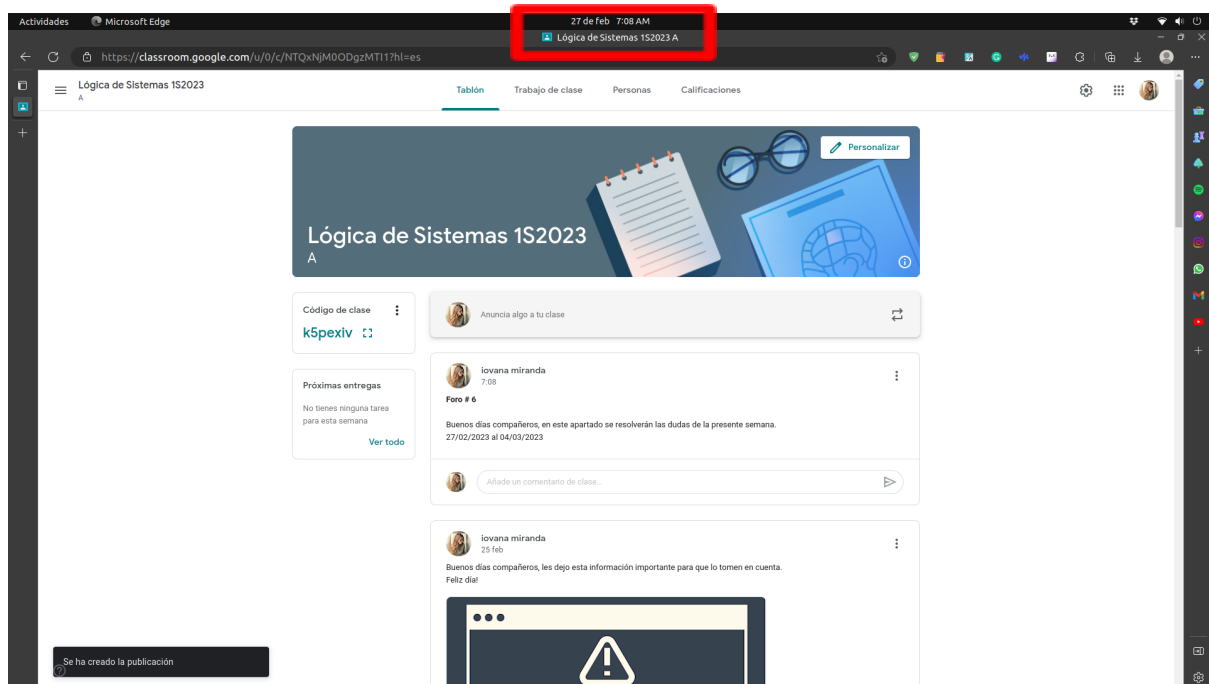 Actividades
Microsoft Edge
27 de feb 7:08 AM
Lógica de Sistemas 1S2023 A
https://classroom.google.com/u/0/c/NTQxNjM0ODgzMTI1?hl=es
Lógica de Sistemas 1S2023
A
Tablón
Trabajo de clase
Personas
Calificaciones
Personalizar
Lógica de Sistemas 1S2023
A
Código de clase
k5pexiv
Anuncia algo a tu clase
Próximas entregas
No tienes ninguna tarea
para esta semana
Ver todo
iovana miranda
7:08
Foro # 6
Buenos días compañeros, en este apartado se resolverán las dudas de la presente semana.
27/02/2023 al 04/03/2023
Añade un comentario de clase...
iovana miranda
25 feb
Buenos días compañeros, les dejo esta información importante para que lo tomen en cuenta.
Feliz día!
Se ha creado la publicación